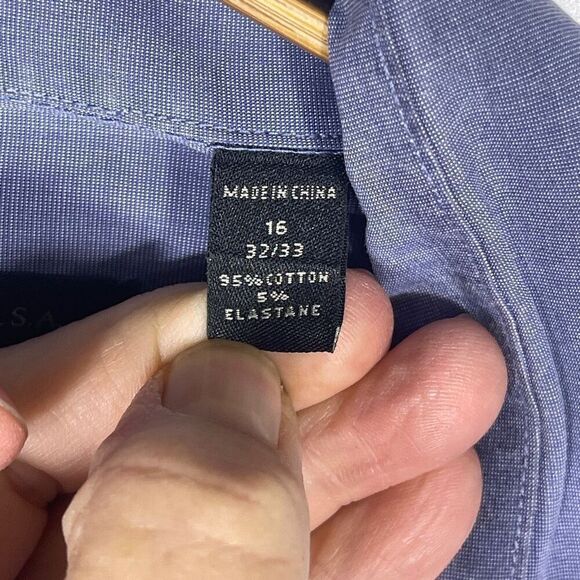 MADE IN CHINA
16
32/33
95% COTTON
5%
ELASTANE
.S.A